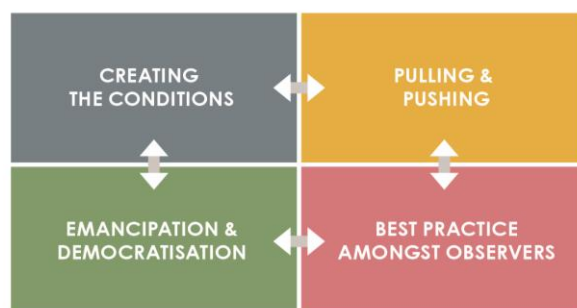 CREATING
THE CONDITIONS
PULLING &
PUSHING
EMANCIPATION &
DEMOCRATISATION
BEST PRACTICE
AMONGST OBSERVERS